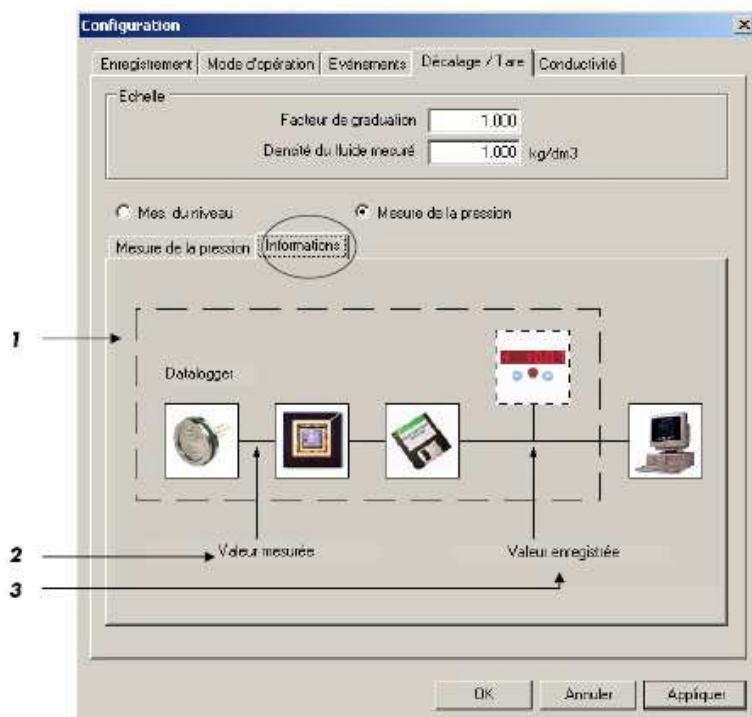 Configuration
Enregistrement Mode d'opération Evénements Décalage / Tare Conductivité
Echelle
Facteur de graduation 1.000
Densité du fluide mesuré 1.000 kg/dm3
Mes. du niveau Mesure de la pression
Mesure de la pression Informations
1
Datalogger
2 Valeur mesurée Valeur enregistrée
3
OK Annuler Appliquer